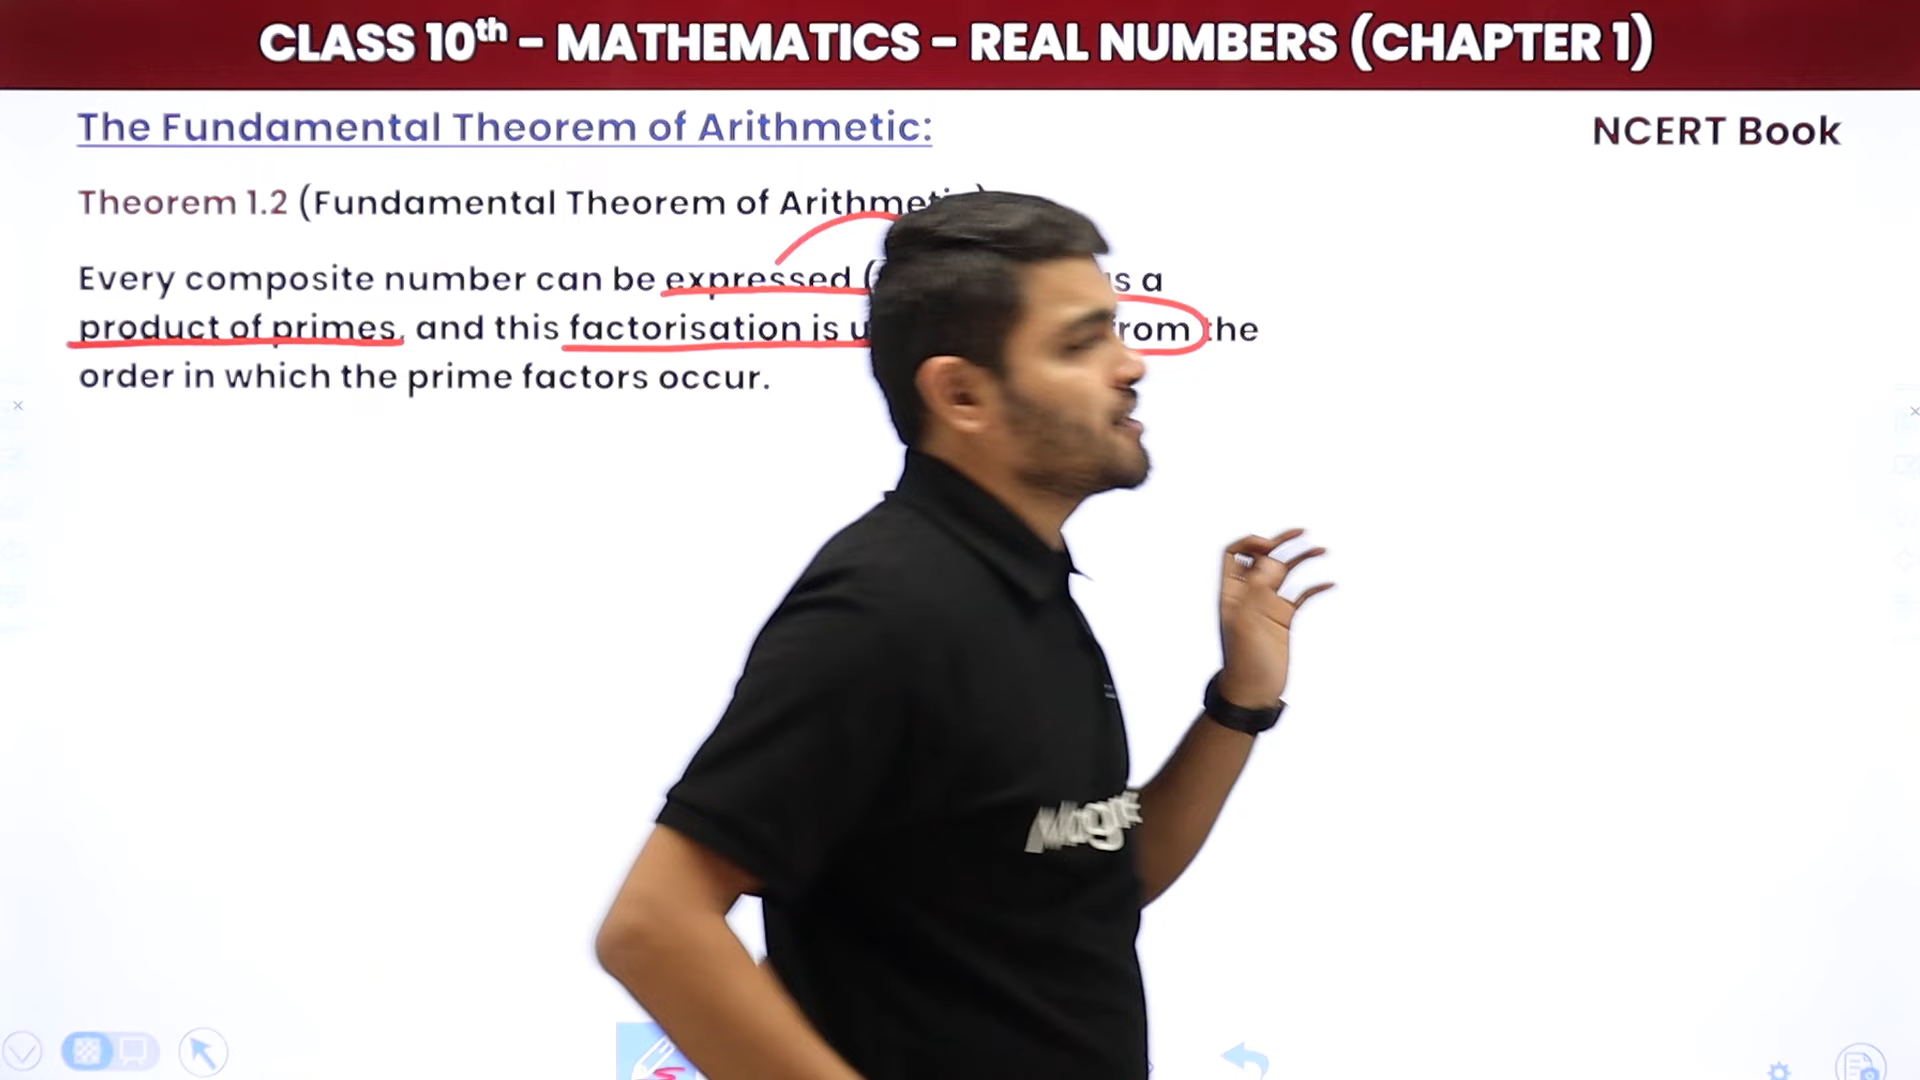 CLASS 10th - MATHEMATICS - REAL NUMBERS (CHAPTER 1)
The Fundamental Theorem of Arithmetic:
NCERT Book
Theorem 1.2 (Fundamental Theorem of
Every composite number can be expressed a
product of primes, and this factorisation is the
order in which the prime factors occur.